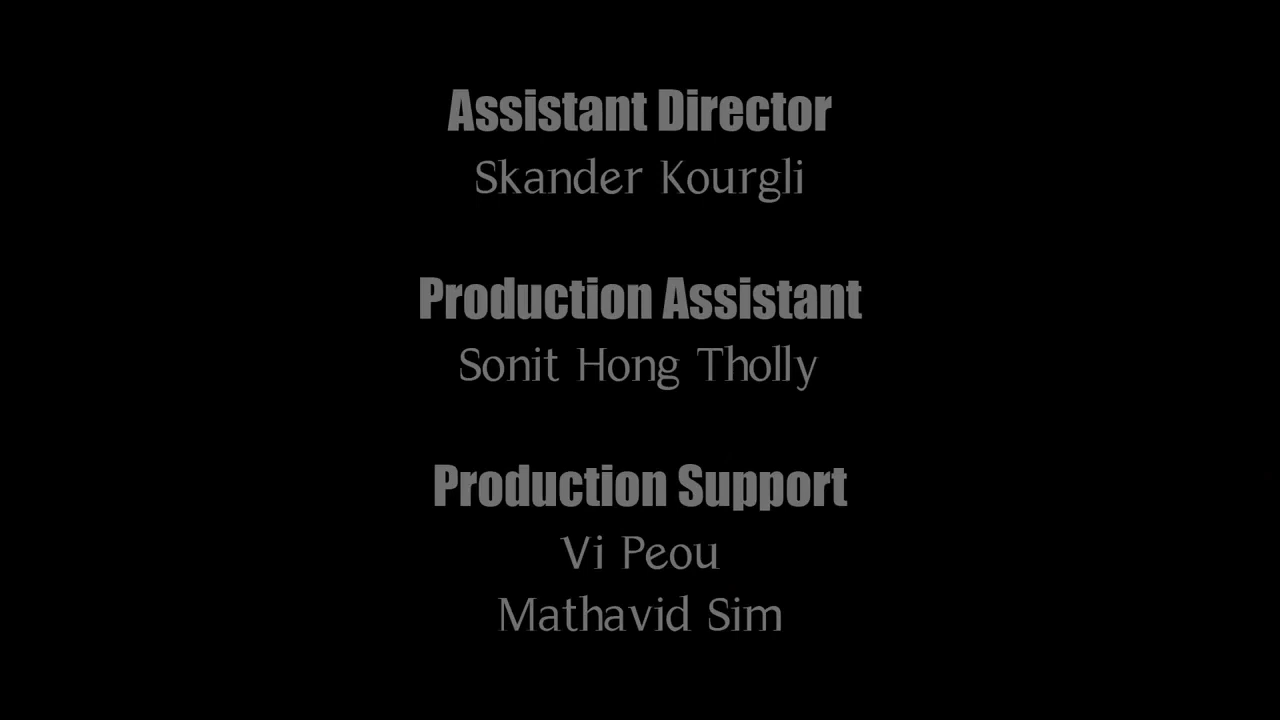 Assistant Director
Skander Kourgli
Production Assistant
Sonit Hong Tholly
Production Support
Vi Peou
Mathavid Sim